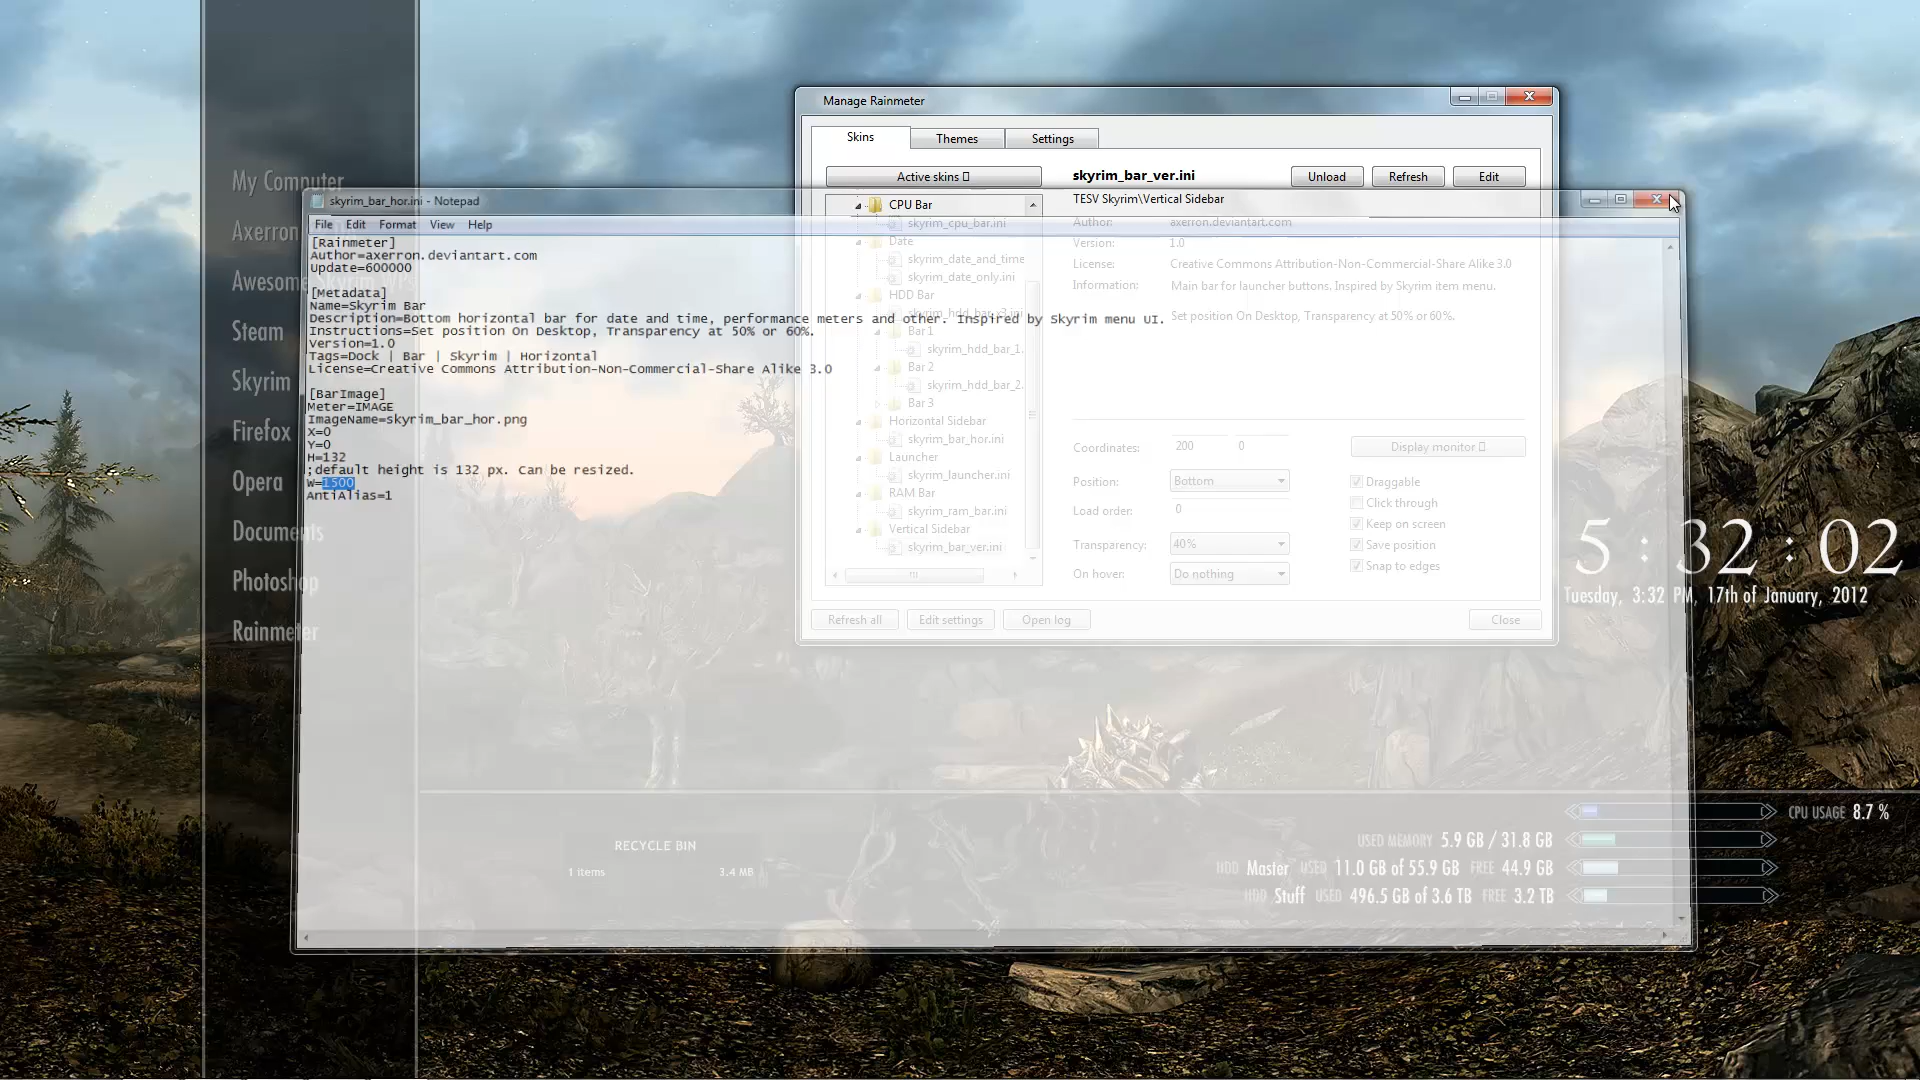 My Computer
Axerron
Awesome Skyrim WPs
Steam
Skyrim
Firefox
Opera
Documents
Photoshop
Rainmeter
skyrim_bar_hor.ini - Notepad
File Edit Format View Help
[Rainmeter]
Author=axerron.deviantart.com
Update=600000
[Metadata]
Name=Skyrim Bar
Description=Bottom horizontal bar for date and time, performance meters and other. Inspired by Skyrim menu UI.
Instructions=Set position On Desktop, Transparency at 50% or 60%.
Version=1.0
Tags=Dock | Bar | Skyrim | Horizontal
License=Creative Commons Attribution-Non-Commercial-Share Alike 3.0
[BarImage]
Meter=IMAGE
ImageName=skyrim_bar_hor.png
X=0
Y=0
H=132
;default height is 132 px. Can be resized.
W=1500
AntiAlias=1
Manage Rainmeter
Skins Themes Settings
Active skins
CPU Bar
skyrim_cpu_bar.ini
Date
skyrim_date_and_time
skyrim_date_only.ini
HDD Bar
skyrim_hdd_bar_x3.ini
Bar 1
skyrim_hdd_bar_1.
Bar 2
skyrim_hdd_bar_2.
Bar 3
Horizontal Sidebar
skyrim_bar_hor.ini
Launcher
skyrim_launcher.ini
RAM Bar
skyrim_ram_bar.ini
Vertical Sidebar
skyrim_bar_ver.ini
skyrim_bar_ver.ini
Unload Refresh Edit
TESV Skyrim\Vertical Sidebar
Author: axerron.deviantart.com
Version: 1.0
License: Creative Commons Attribution-Non-Commercial-Share Alike 3.0
Information: Main bar for launcher buttons. Inspired by Skyrim item menu.
Set position On Desktop, Transparency at 50% or 60%.
Coordinates: 200 0
Display monitor
Position: Bottom
Load order: 0
Transparency: 40%
On hover: Do nothing
Draggable
Click through
Keep on screen
Save position
Snap to edges
Refresh all Edit settings Open log Close
5 : 32 : 02
Tuesday, 3:32 PM, 17th of January, 2012
RECYCLE BIN
1 items 3.4 MB
CPU USAGE 8.7 %
USED MEMORY 5.9 GB / 31.8 GB
HDD Master USED 11.0 GB of 55.9 GB FREE 44.9 GB
HDD Stuff USED 496.5 GB of 3.6 TB FREE 3.2 TB